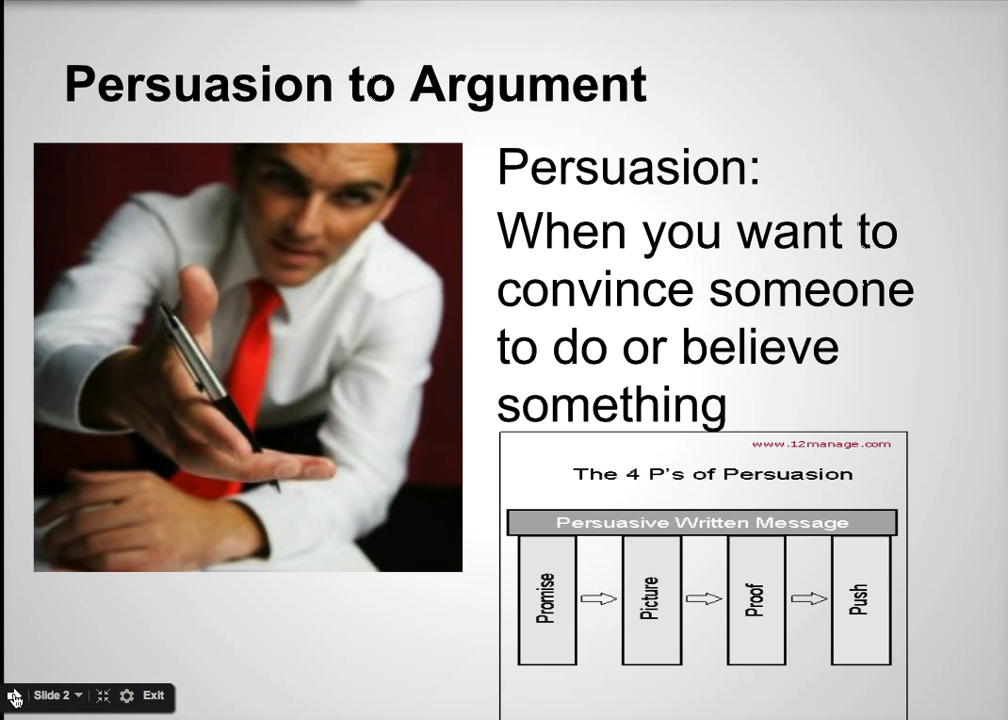 Persuasion to Argument
Persuasion:
When you want to
convince someone
to do or believe
something
www.12manage.com
The 4 P's of Persuasion
Persuasive Written Message
Promise
Picture
Proof
Push
Slide 2
Exit